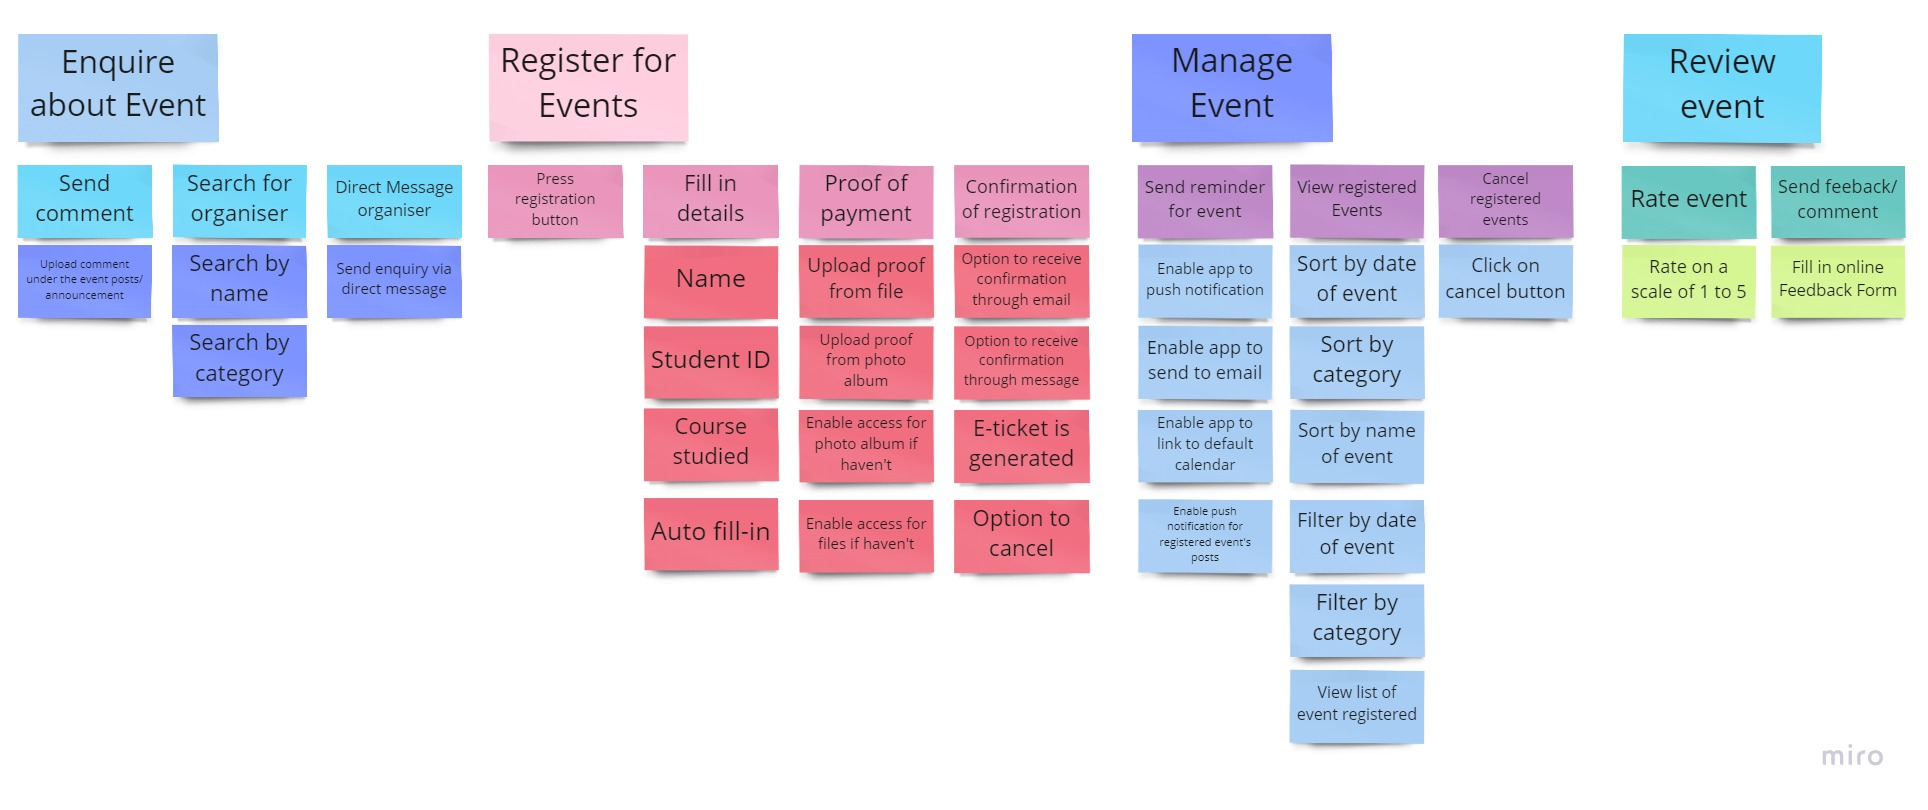 Enquire
about Event
Register for
Events
Manage
Event
Review
event
Send
comment
Search for
organiser
Direct Message
organiser
Press
registration
button
Fill in
details
Proof of
payment
Confirmation
of registration
Send reminder
for event
View registered
Events
Cancel
registered
events
Rate event
Send feeback/
comment
Upload comment
under the event posts/
announcement
Search by
name
Send enquiry via
direct message
Name
Upload proof
from file
Option to receive
confirmation
through email
Enable app to
push notification
Sort by date
of event
Click on
cancel button
Rate on a
scale of 1 to 5
Fill in online
Feedback Form
Search by
category
Student ID
Upload proof
from photo
album
Option to receive
confirmation
through message
Enable app to
send to email
Sort by
category
Course
studied
Enable access for
photo album if
haven't
E-ticket is
generated
Enable app to
link to default
calendar
Sort by name
of event
Auto fill-in
Enable access for
files if haven't
Option to
cancel
Enable push
notification for
registered event's
posts
Filter by date
of event
Filter by
category
View list of
event registered
miro